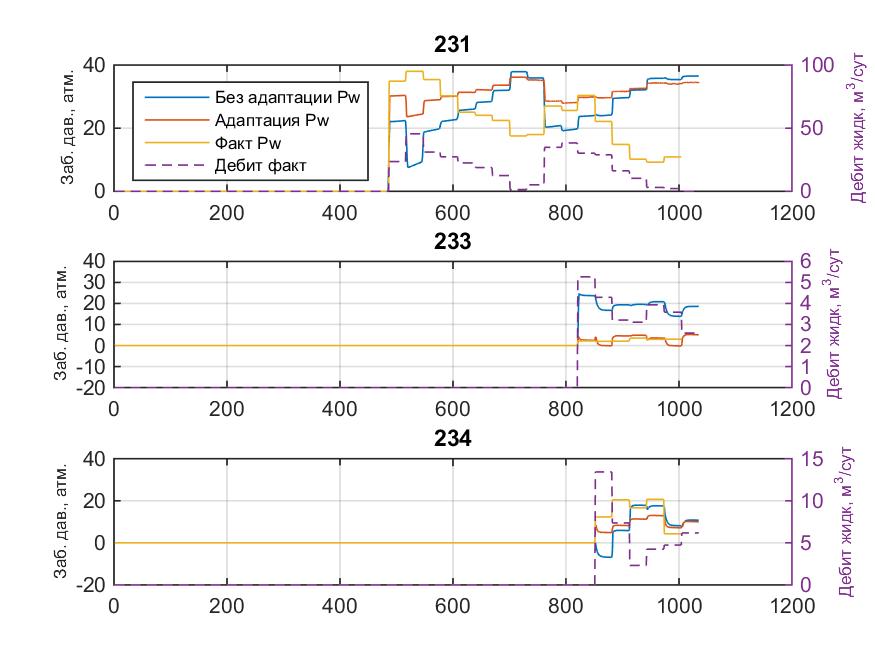 231
Заб. дав., атм.
40
20
0
100
50
0
Дебит жидк, м³/сут
Без адаптации Pw
Адаптация Pw
Факт Pw
Дебит факт
0 200 400 600 800 1000 1200
233
Заб. дав., атм.
40
30
20
10
0
-10
-20
6
5
4
3
2
1
0
Дебит жидк, м³/сут
0 200 400 600 800 1000 1200
234
Заб. дав., атм.
40
20
0
-20
15
10
5
0
Дебит жидк, м³/сут
0 200 400 600 800 1000 1200